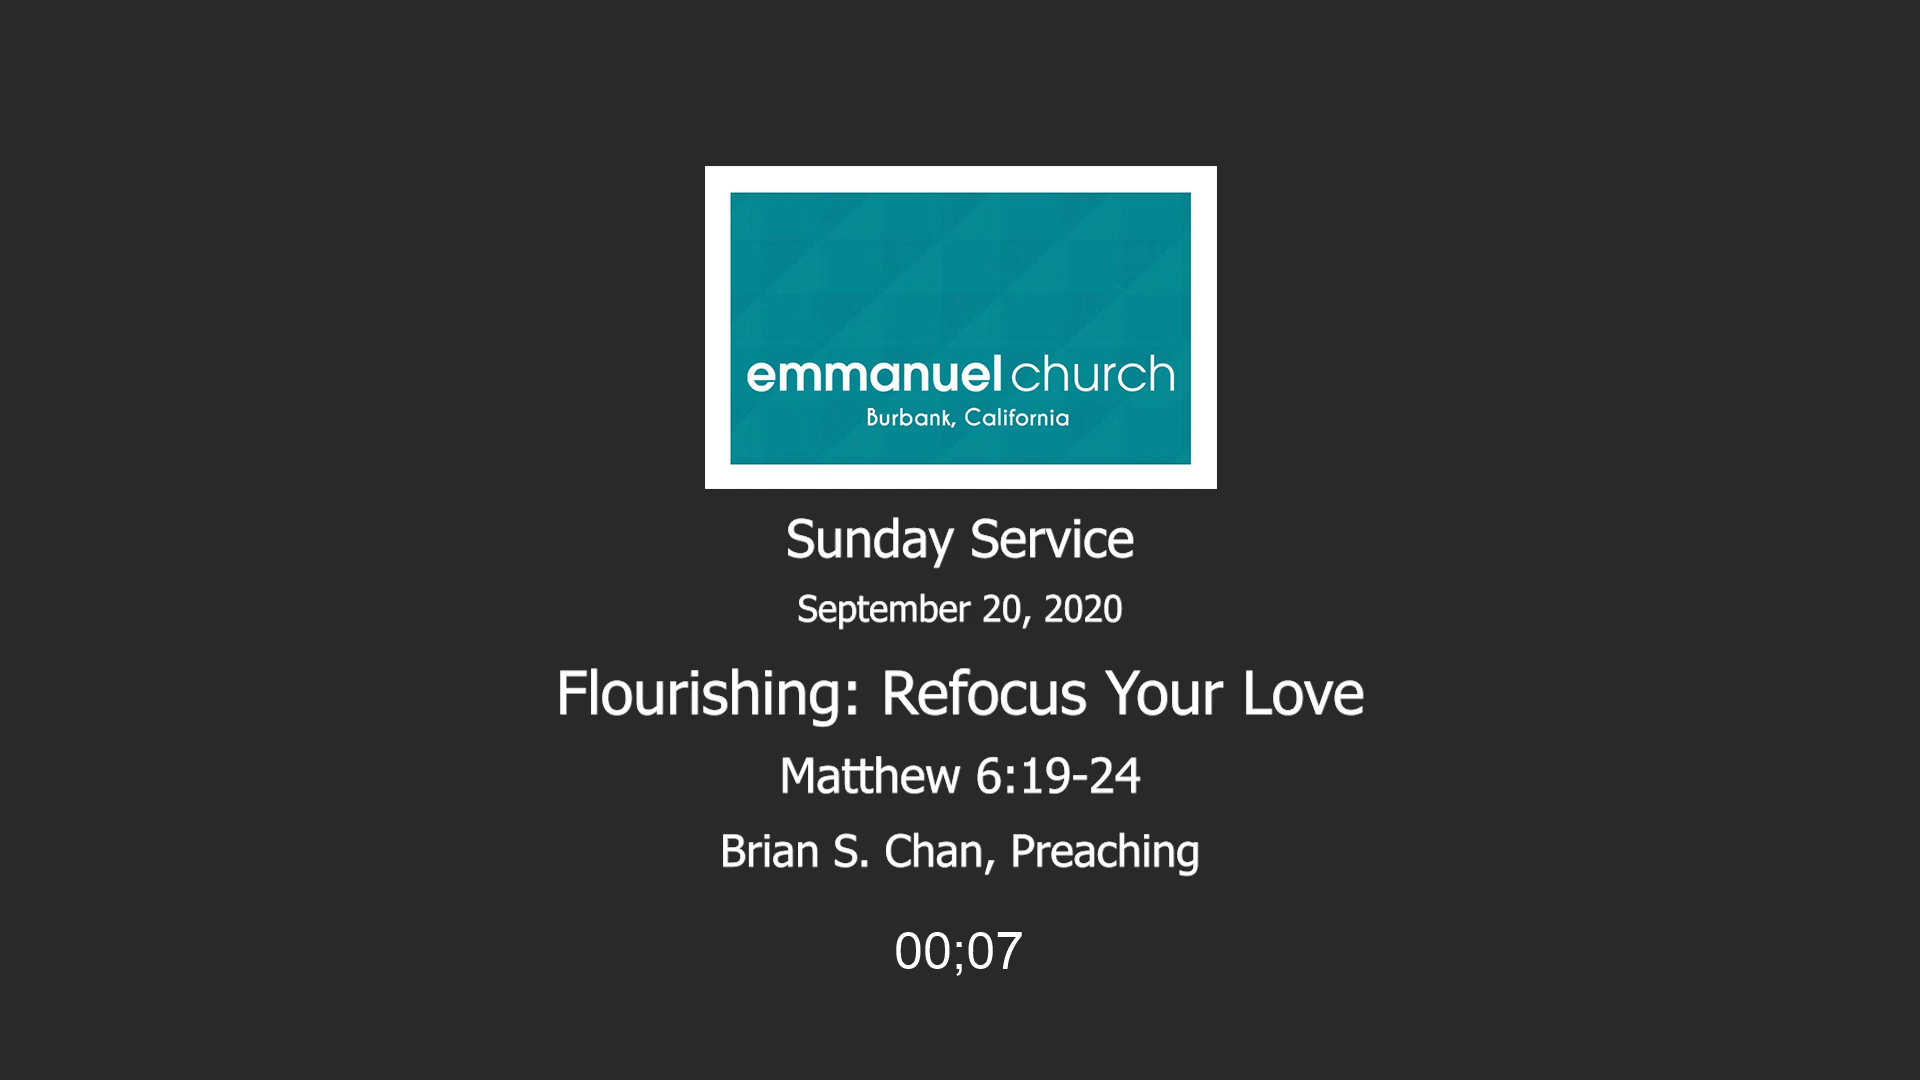 emmanuel church
Burbank, California
Sunday Service
September 20, 2020
Flourishing: Refocus Your Love
Matthew 6:19-24
Brian S. Chan, Preaching
00;07